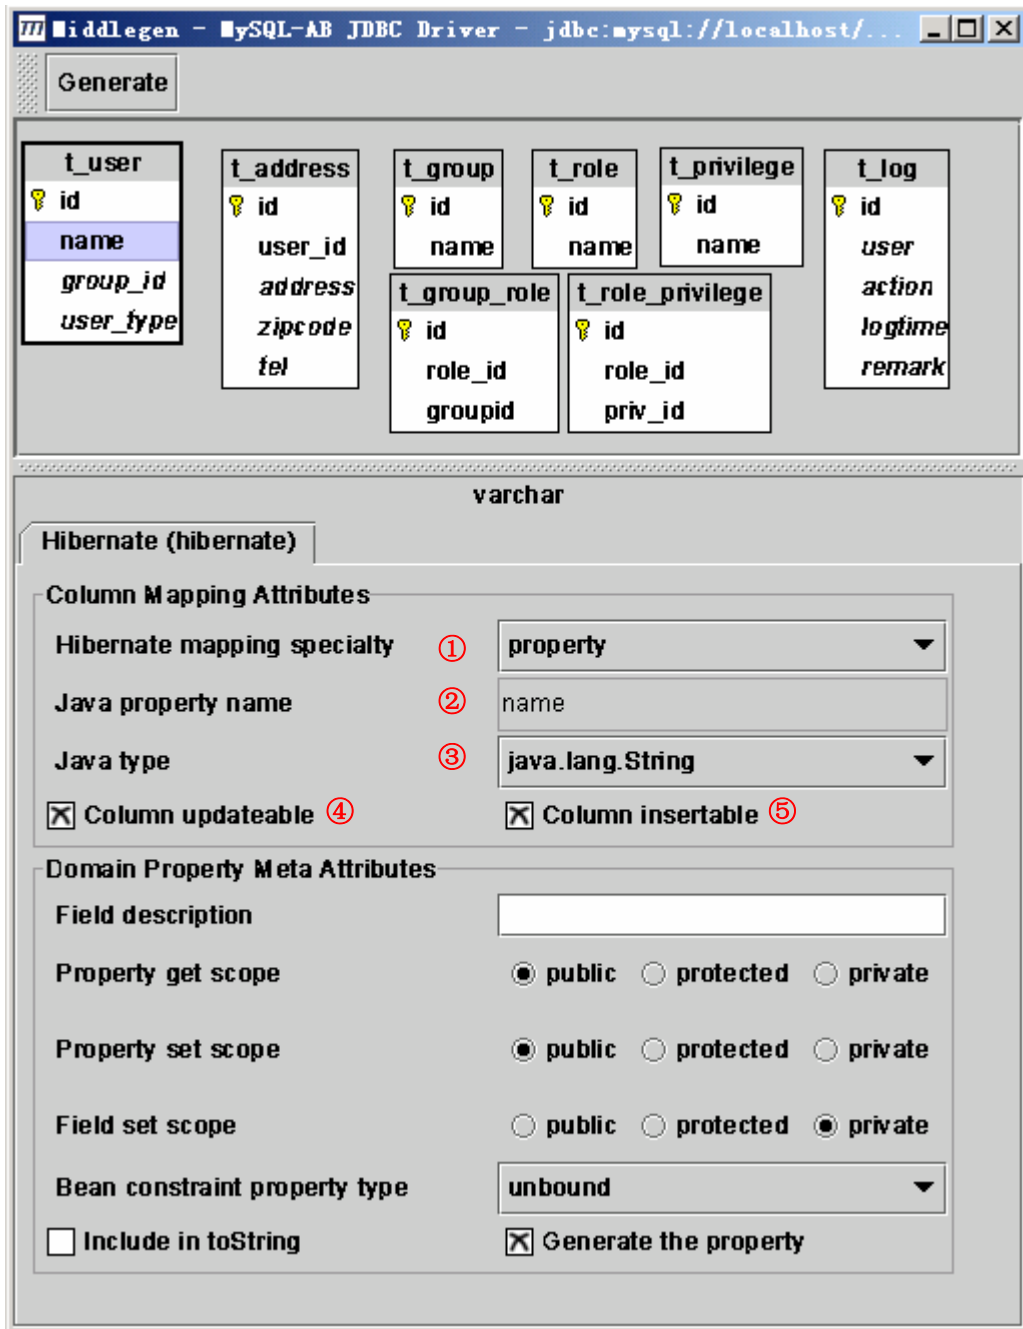 Middlegen - MySQL-AB JDBC Driver - jdbc:mysql://localhost/...
Generate
t_user
id
name
group_id
user_type
t_address
id
user_id
address
zipcode
tel
t_group
id
name
t_role
id
name
t_privilege
id
name
t_log
id
user
action
logtime
remark
t_group_role
id
role_id
groupid
t_role_privilege
id
role_id
priv_id
varchar
Hibernate (hibernate)
Column Mapping Attributes
Hibernate mapping specialty ① property
Java property name ② name
Java type ③ java.lang.String
Column updateable ④ Column insertable ⑤
Domain Property Meta Attributes
Field description
Property get scope public protected private
Property set scope public protected private
Field set scope public protected private
Bean constraint property type unbound
Include in toString Generate the property